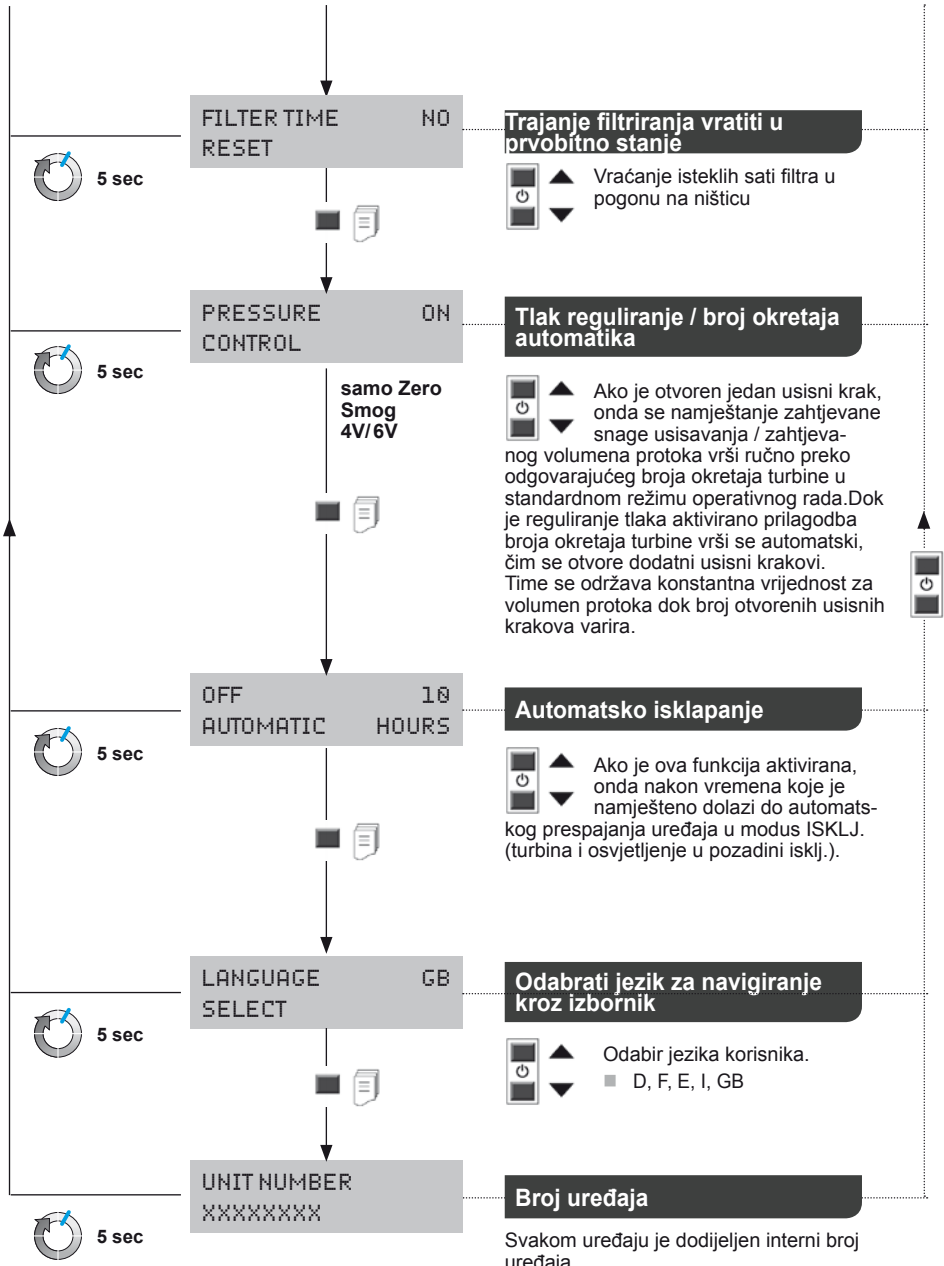 FILTER TIME NO
RESET
Trajanje filtriranja vratiti u
prvobitno stanje
5 sec
Vraćanje isteklih sati filtra u
pogonu na ništicu
PRESSURE ON
CONTROL
Tlak reguliranje / broj okretaja
automatika
5 sec
samo Zero
Smog
4V/6V
Ako je otvoren jedan usisni krak,
onda se namještanje zahtjevane
snage usisavanja / zahtjeva-
nog volumena protoka vrši ručno preko
odgovarajućeg broja okretaja turbine u
standardnom režimu operativnog rada.Dok
je reguliranje tlaka aktivirano prilagodba
broja okretaja turbine vrši se automatski,
čim se otvore dodatni usisni krakovi.
Time se održava konstantna vrijednost za
volumen protoka dok broj otvorenih usisnih
krakova varira.
OFF 10
AUTOMATIC HOURS
Automatsko isklapanje
5 sec
Ako je ova funkcija aktivirana,
onda nakon vremena koje je
namješteno dolazi do automats-
kog prespajanja uređaja u modus ISKLJ.
(turbina i osvjetljenje u pozadini isklj.).
LANGUAGE GB
SELECT
Odabrati jezik za navigiranje
kroz izbornik
5 sec
Odabir jezika korisnika.
D, F, E, I, GB
UNIT NUMBER
XXXXXXXX
Broj uređaja
5 sec
Svakom uređaju je dodijeljen interni broj
uređaja